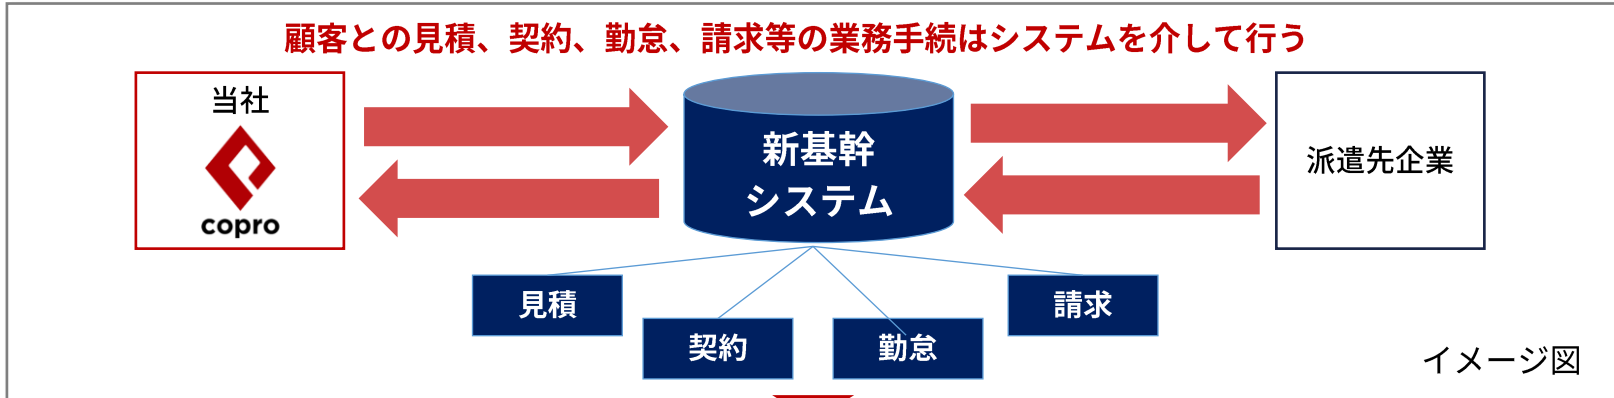 顧客との見積、契約、勤怠、請求等の業務手続はシステムを介して行う
当社
copro
新基幹
システム
派遣先企業
見積
契約
勤怠
請求
イメージ図